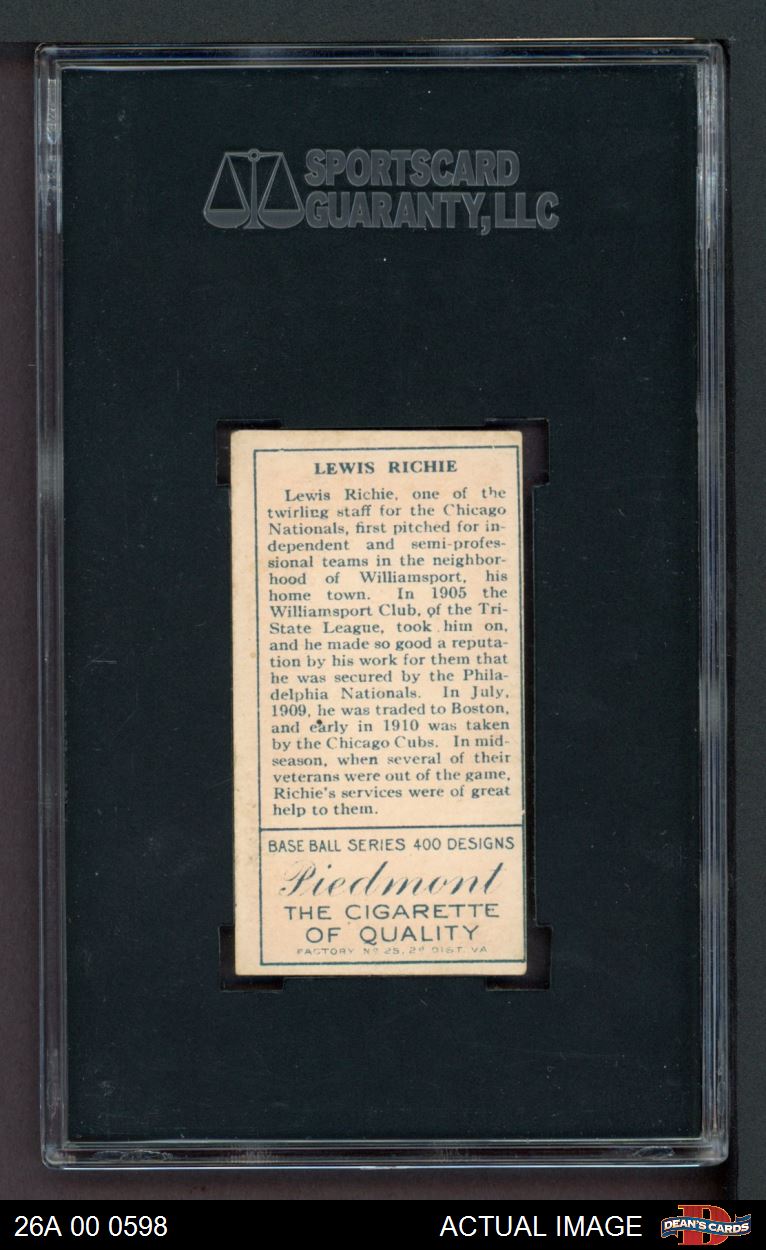 SPORTSCARD
GUARANTY, LLC
LEWIS RICHIE
Lewis Richie, one of the
twirling staff for the Chicago
Nationals, first pitched for in-
dependent and semi-profes-
sional teams in the neighbor-
hood of Williamsport, his
home town. In 1905 the
Williamsport Club, of the Tri-
State League, took him on,
and he made so good a reputa-
tion by his work for them that
he was secured by the Phila-
delphia Nationals. In July,
1909, he was traded to Boston,
and early in 1910 was taken
by the Chicago Cubs. In mid-
season, when several of their
veterans were out of the game,
Richie's services were of great
help to them.
BASE BALL SERIES 400 DESIGNS
Piedmont
THE CIGARETTE
OF QUALITY
FACTORY Nº 25, 2d DIST. VA
26A 00 0598
ACTUAL IMAGE
DEAN'S CARDS